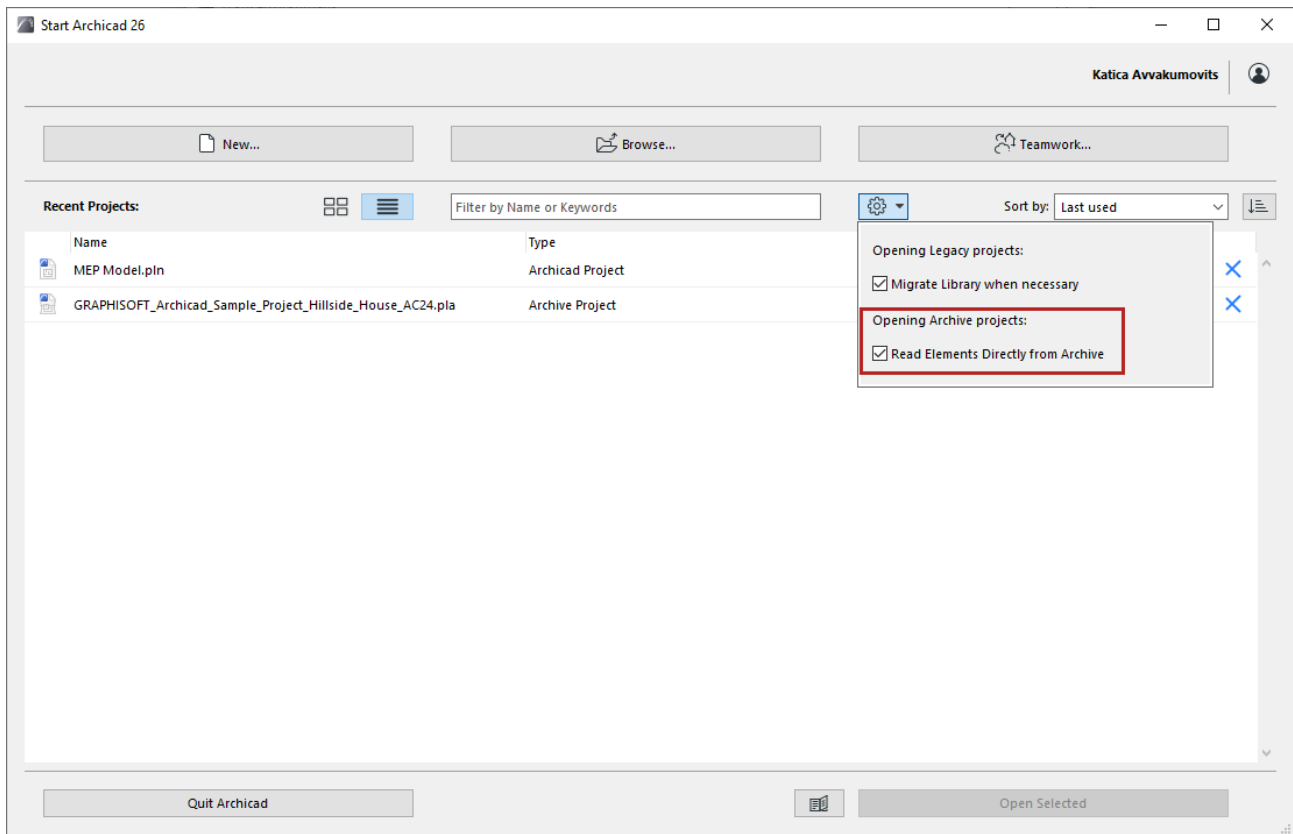 Start Archicad 26
Katica Avvakumovits
New...
Browse...
Teamwork...
Recent Projects:
Filter by Name or Keywords
Sort by:
Last used
Name
Type
MEP Model.pln
Archicad Project
GRAPHISOFT_Archicad_Sample_Project_Hillside_House_AC24.pla
Archive Project
Opening Legacy projects:
Migrate Library when necessary
Opening Archive projects:
Read Elements Directly from Archive
Quit Archicad
Open Selected